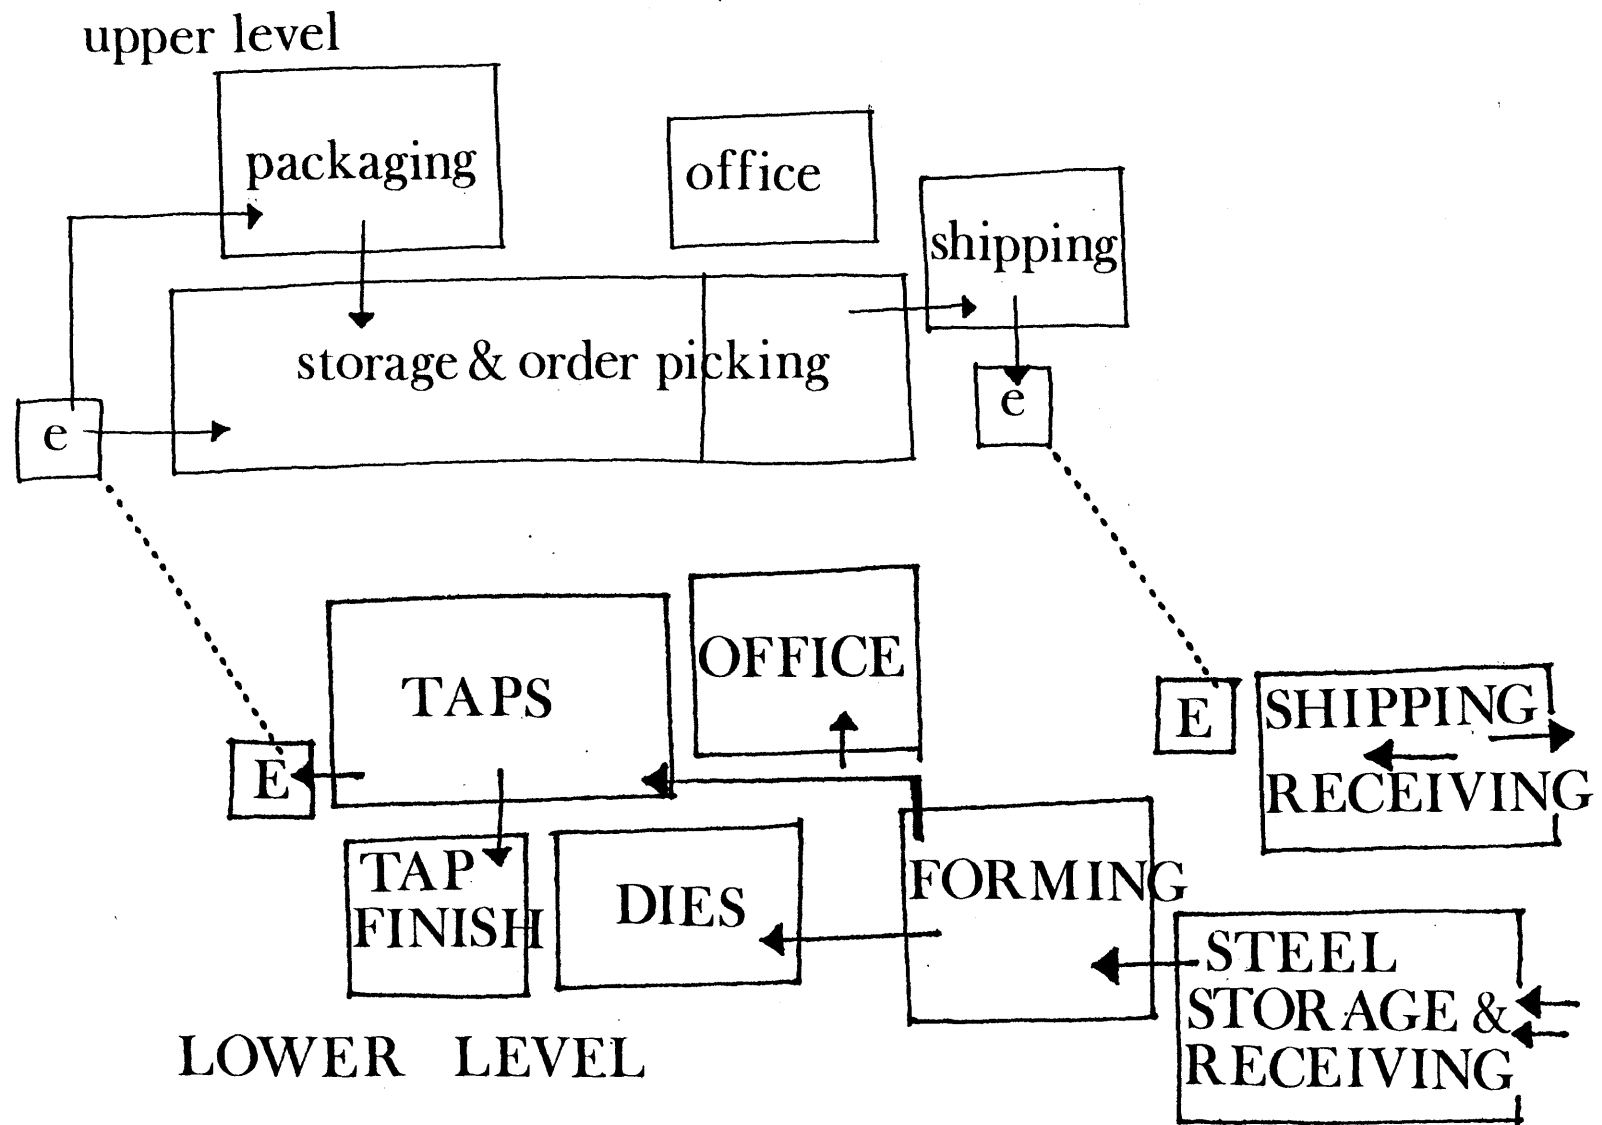 upper level
packaging
office
shipping
storage & order picking
e
e
OFFICE
TAPS
E
E
SHIPPING
RECEIVING
TAP
FINISH
DIES
FORMING
STEEL
STORAGE &
RECEIVING
LOWER LEVEL